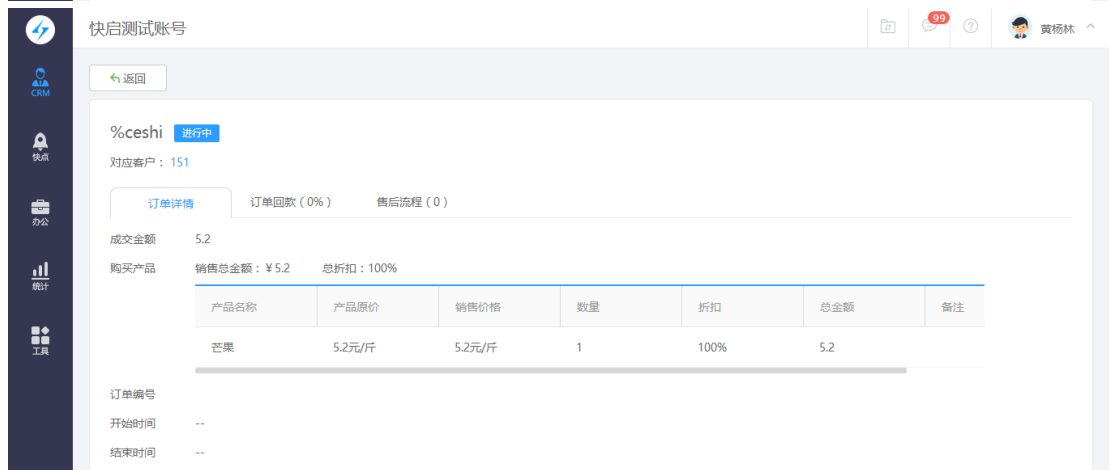 快启测试账号
99
黄杨林
CRM
快点
办公
统计
工具
返回
%ceshi 进行中
对应客户：151
订单详情 订单回款（0%） 售后流程（0）
成交金额 5.2
购买产品 销售总金额：¥5.2 总折扣：100%
产品名称 产品原价 销售价格 数量 折扣 总金额 备注
芒果 5.2元/斤 5.2元/斤 1 100% 5.2
订单编号
开始时间 --
结束时间 --